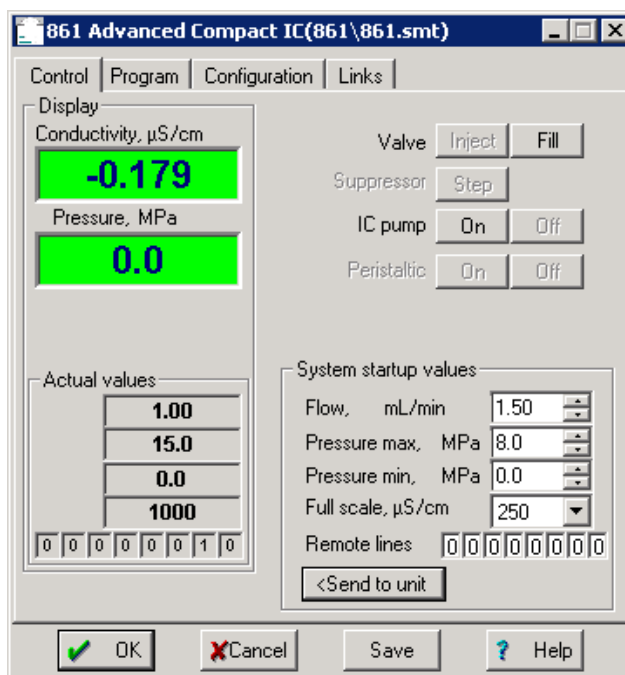 861 Advanced Compact IC(861\861.smt)
Control Program Configuration Links
Display
Conductivity, µS/cm
-0.179
Pressure, MPa
0.0
Valve Inject Fill
Suppressor Step
IC pump On Off
Peristaltic On Off
Actual values
1.00
15.0
0.0
1000
0 0 0 0 0 0 1 0
System startup values
Flow, mL/min 1.50
Pressure max, MPa 8.0
Pressure min, MPa 0.0
Full scale, µS/cm 250
Remote lines 0 0 0 0 0 0 0 0
<Send to unit
OK Cancel Save ? Help